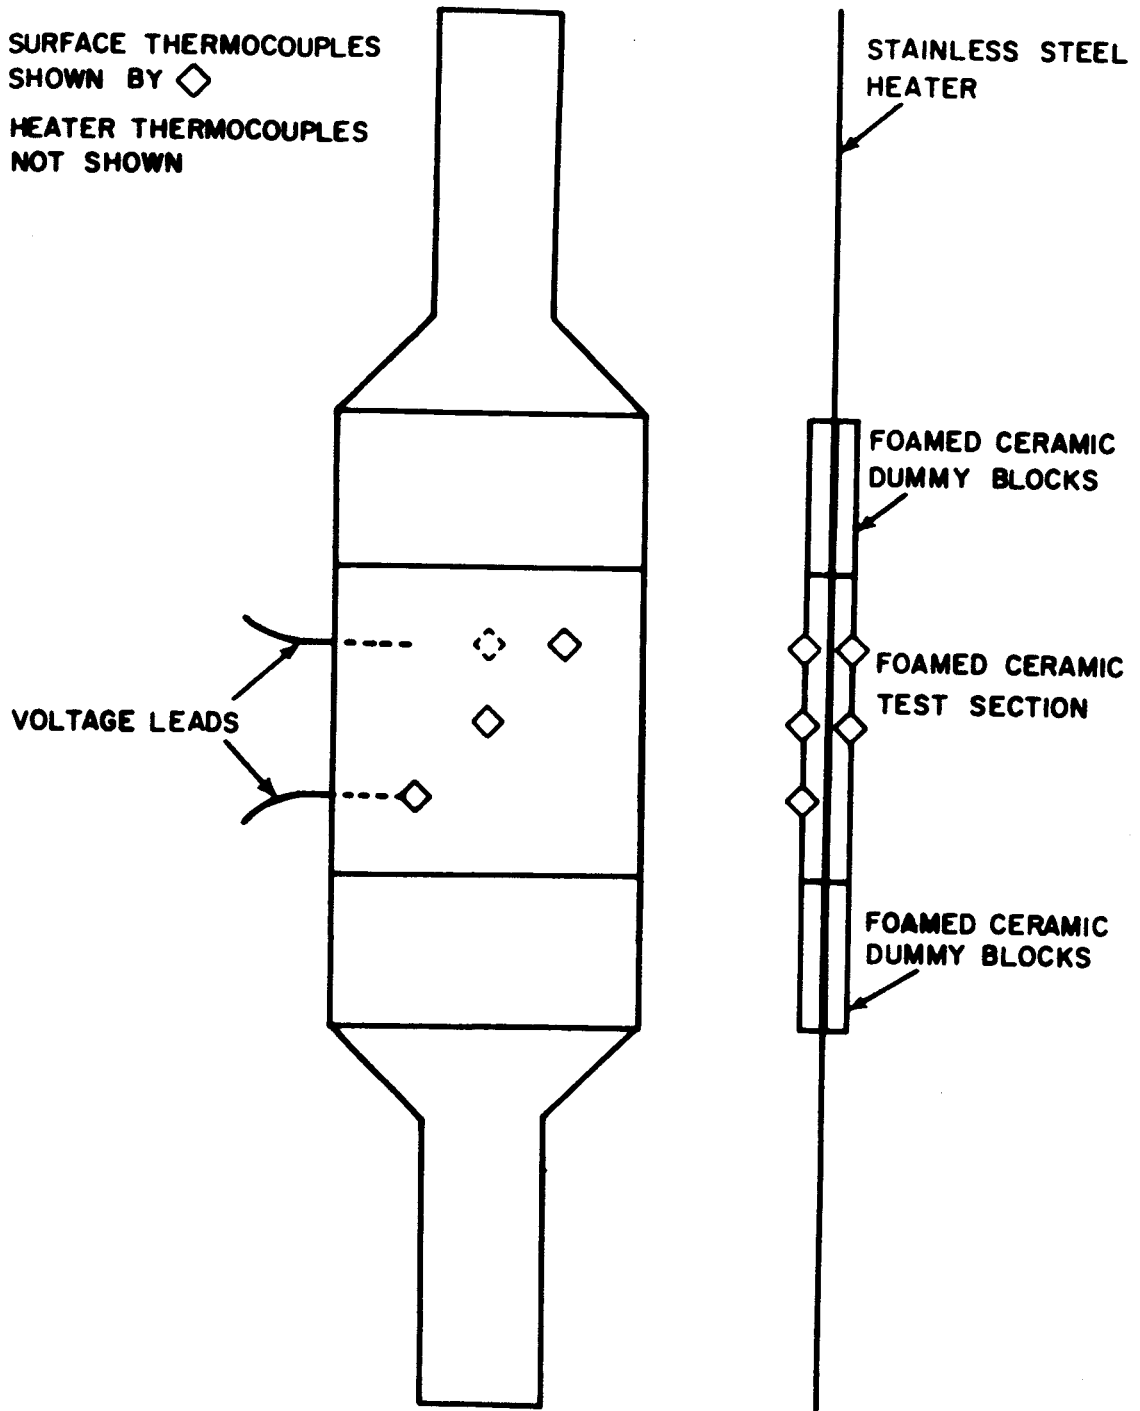 SURFACE THERMOCOUPLES
SHOWN BY ◇
HEATER THERMOCOUPLES
NOT SHOWN
STAINLESS STEEL
HEATER
FOAMED CERAMIC
DUMMY BLOCKS
VOLTAGE LEADS
FOAMED CERAMIC
TEST SECTION
FOAMED CERAMIC
DUMMY BLOCKS